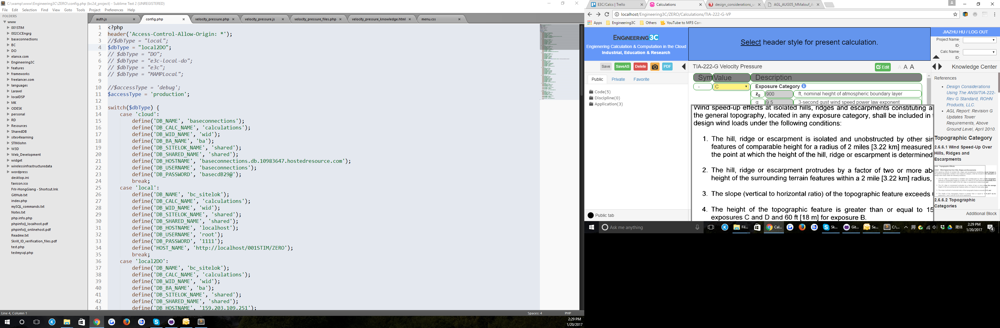 C:\wamp\www\Engineering3C\ZERO\config.php (bc2d_project) - Sublime Text 2 (UNREGISTERED)
File Edit Selection Find View Goto Tools Project Preferences Help
FOLDERS
www
001STIM
002CiCEngrg
baseconnections
BC
DO
elance.com
Engineering3C
features
frameworks
freelancer.com
languages
Laravel
localDSP
MK
ODESK
personal
RD
Resources
SharedDB
sites4learning
STIMJohn
W3D
Web_Development
widget
wirelessinfrastructuredata
wordpress
desktop.ini
favicon.ico
Frlr-HongGiang - Shortcut.lnk
GitHub.txt
index.php
mySQL_commands.txt
Notes.txt
php.info.php
phpinfo()_localhost.pdf
phpinfo()_onlinehost.pdf
Readme.txt
Skrill_ID_verification_files.pdf
test.php
testmysql.php
auth.js config.php velocity_pressure.php velocity_pressure.js velocity_pressure_files.php velocity_pressure_knowledge.html menu.css
1 <?php
2 header('Access-Control-Allow-Origin: *');
3 //$dbType = "local";
4 $dbType = "local2DO";
5 // $dbType = "DO";
6 // $dbType = "e3c-local-do";
7 // $dbType = "e3c";
8 // $dbType = "MAMPLocal";
9
10 //$accessType = 'debug';
11 $accessType = 'production';
12
13 switch($dbType) {
14 case 'cloud':
15 define('DB_NAME', 'baseconnections');
16 define('DB_CALC_NAME', 'calculations');
17 define('DB_WID_NAME', 'wid');
18 define('DB_BA_NAME', 'ba');
19 define('DB_SITELOK_NAME', 'shared');
20 define('DB_SHARED_NAME', 'shared');
21 define('DB_HOSTNAME', 'baseconnections.db.10983647.hostedresource.com');
22 define('DB_USERNAME', 'baseconnections');
23 define('DB_PASSWORD', 'basecdB29@');
24 break;
25 case 'local':
26 define('DB_NAME', 'bc_sitelok');
27 define('DB_CALC_NAME', 'calculations');
28 define('DB_WID_NAME', 'wid');
29 define('DB_SITELOK_NAME', 'shared');
30 define('DB_SHARED_NAME', 'shared');
31 define('DB_HOSTNAME', 'localhost');
32 define('DB_USERNAME', 'root');
33 define('DB_PASSWORD', '1111');
34 define('HOST_NAME', 'http://localhost/001STIM/ZERO');
35 break;
36 case 'local2DO':
37 define('DB_NAME', 'bc_sitelok');
38 define('DB_CALC_NAME', 'calculations');
39 define('DB_WID_NAME', 'wid');
40 define('DB_BA_NAME', 'ba');
41 define('DB_SITELOK_NAME', 'shared');
42 define('DB_SHARED_NAME', 'shared');
43 define('DB_HOSTNAME', '159.203.109.251');
Line 4, Column 1 Spaces: 4 PHP
2:29 PM
1/20/2017
E3C/Calcs | Trello Calculations design_considerations_u AGL_AUG05_MMalouf_A
localhost/Engineering3C/ZERO/Calculations/TIA-222-G-VP
Apps Engineering3C Others YouTube to MP3 Con
ENGINEERING3C
Engienering Calculation & Computation in the Cloud
Industrial, Education & Research
Select header style for present calculation.
JIAZHU HU / LOG OUT
Project Name:
ID:
Calc Name:
ID:
Save SaveAS Delete PDF
TIA-222-G Velocity Pressure
Edit A A A
Knowledge Center
Public Private Favorite
Code(5)
Discipline(0)
Application(3)
Public tab
Sym Value Description
- C Exposure Category
zg 900 ft, nominal height of atmospheric boundary layer
α 9.5 3-second gust wind speed power law exponent
Wind speed-up effects at isolated hills, ridges and escarpments constituting a
the general topography, located in any exposure category, shall be included in
design wind loads under the following conditions:
1. The hill, ridge or escarpment is isolated and unobstructed by other sim
features of comparable height for a radius of 2 miles [3.22 km] measured
the point at which the height of the hill, ridge or escarpment is determined
2. The hill, ridge or escarpment protrudes by a factor of two or more abo
height of the surrounding terrain features within a 2 mile [3.22 km] radius,
3. The slope (vertical to horizontal ratio) of the topographic feature exceeds
4. The height of the topographic feature is greater than or equal to 15
exposures C and D and 60 ft [18 m] for exposure B.
References
Design Considerations
Using The ANSI/TIA-222-
Rev G Standard, ROHN
Products, LLC.
AGL Report: Revision G
Updates Tower
Requirements, Above
Ground Level, April 2010.
Topographic Category
2.6.6.1 Wind Speed-Up Over
Hills, Ridges and
Escarpments
2.6.6.2 Topographic
Categories
Additional Block
Ask me anything
Fil... Cal... Sk... Git... Se... C:\... 简体
2:29 PM
1/20/2017
4